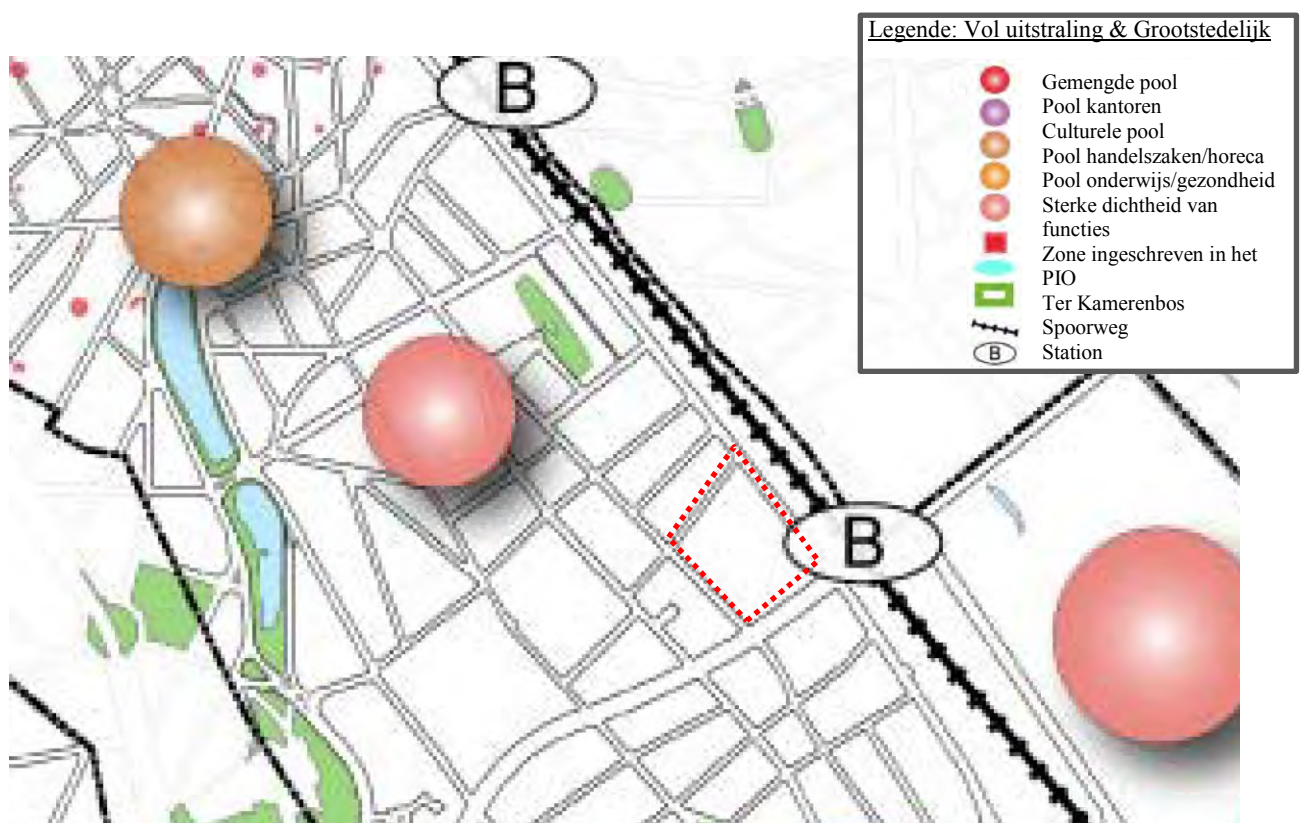 Legende: Vol uitstraling & Grootstedelijk
Gemengde pool
Pool kantoren
Culturele pool
Pool handelszaken/horeca
Pool onderwijs/gezondheid
Sterke dichtheid van
functies
Zone ingeschreven in het
PIO
Ter Kamerenbos
Spoorweg
B
Station
B
B